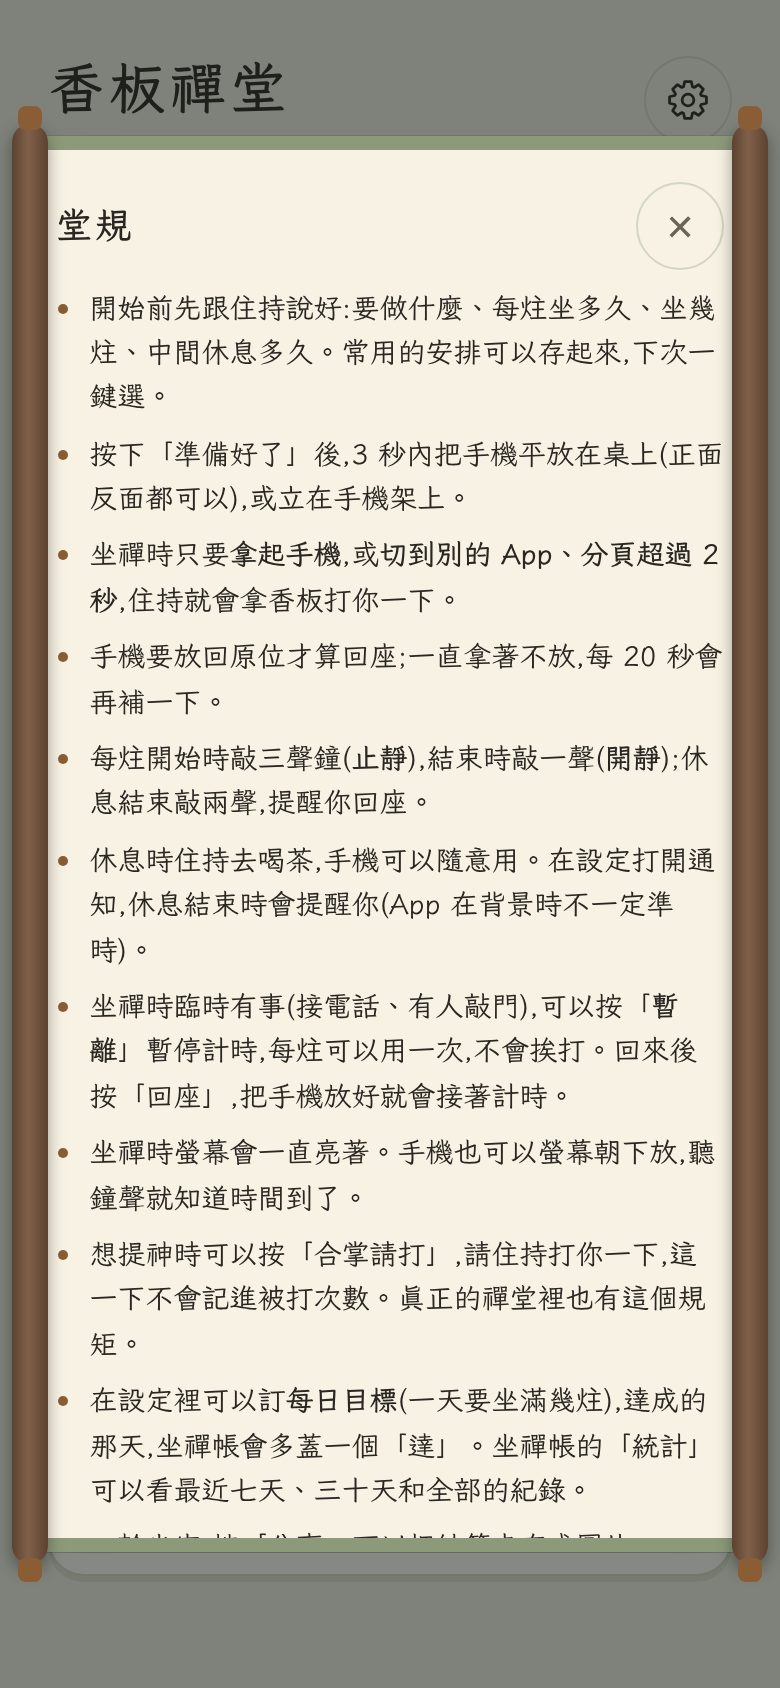 香板禪堂
堂規
開始前先跟住持說好:要做什麼、每炷坐多久、坐幾
炷、中間休息多久。常用的安排可以存起來,下次一
鍵選。
按下「準備好了」後,3 秒內把手機平放在桌上(正面
反面都可以),或立在手機架上。
坐禪時只要拿起手機,或切到別的 App、分頁超過 2
秒,住持就會拿香板打你一下。
手機要放回原位才算回座;一直拿著不放,每 20 秒會
再補一下。
每炷開始時敲三聲鐘(止靜),結束時敲一聲(開靜);休
息結束敲兩聲,提醒你回座。
休息時住持去喝茶,手機可以隨意用。在設定打開通
知,休息結束時會提醒你(App 在背景時不一定準
時)。
坐禪時臨時有事(接電話、有人敲門),可以按「暫
離」暫停計時,每炷可以用一次,不會挨打。回來後
按「回座」,把手機放好就會接著計時。
坐禪時螢幕會一直亮著。手機也可以螢幕朝下放,聽
鐘聲就知道時間到了。
想提神時可以按「合掌請打」,請住持打你一下,這
一下不會記進被打次數。真正的禪堂裡也有這個規
矩。
在設定裡可以訂每日目標(一天要坐滿幾炷),達成的
那天,坐禪帳會多蓋一個「達」。坐禪帳的「統計」
可以看最近七天、三十天和全部的紀錄。